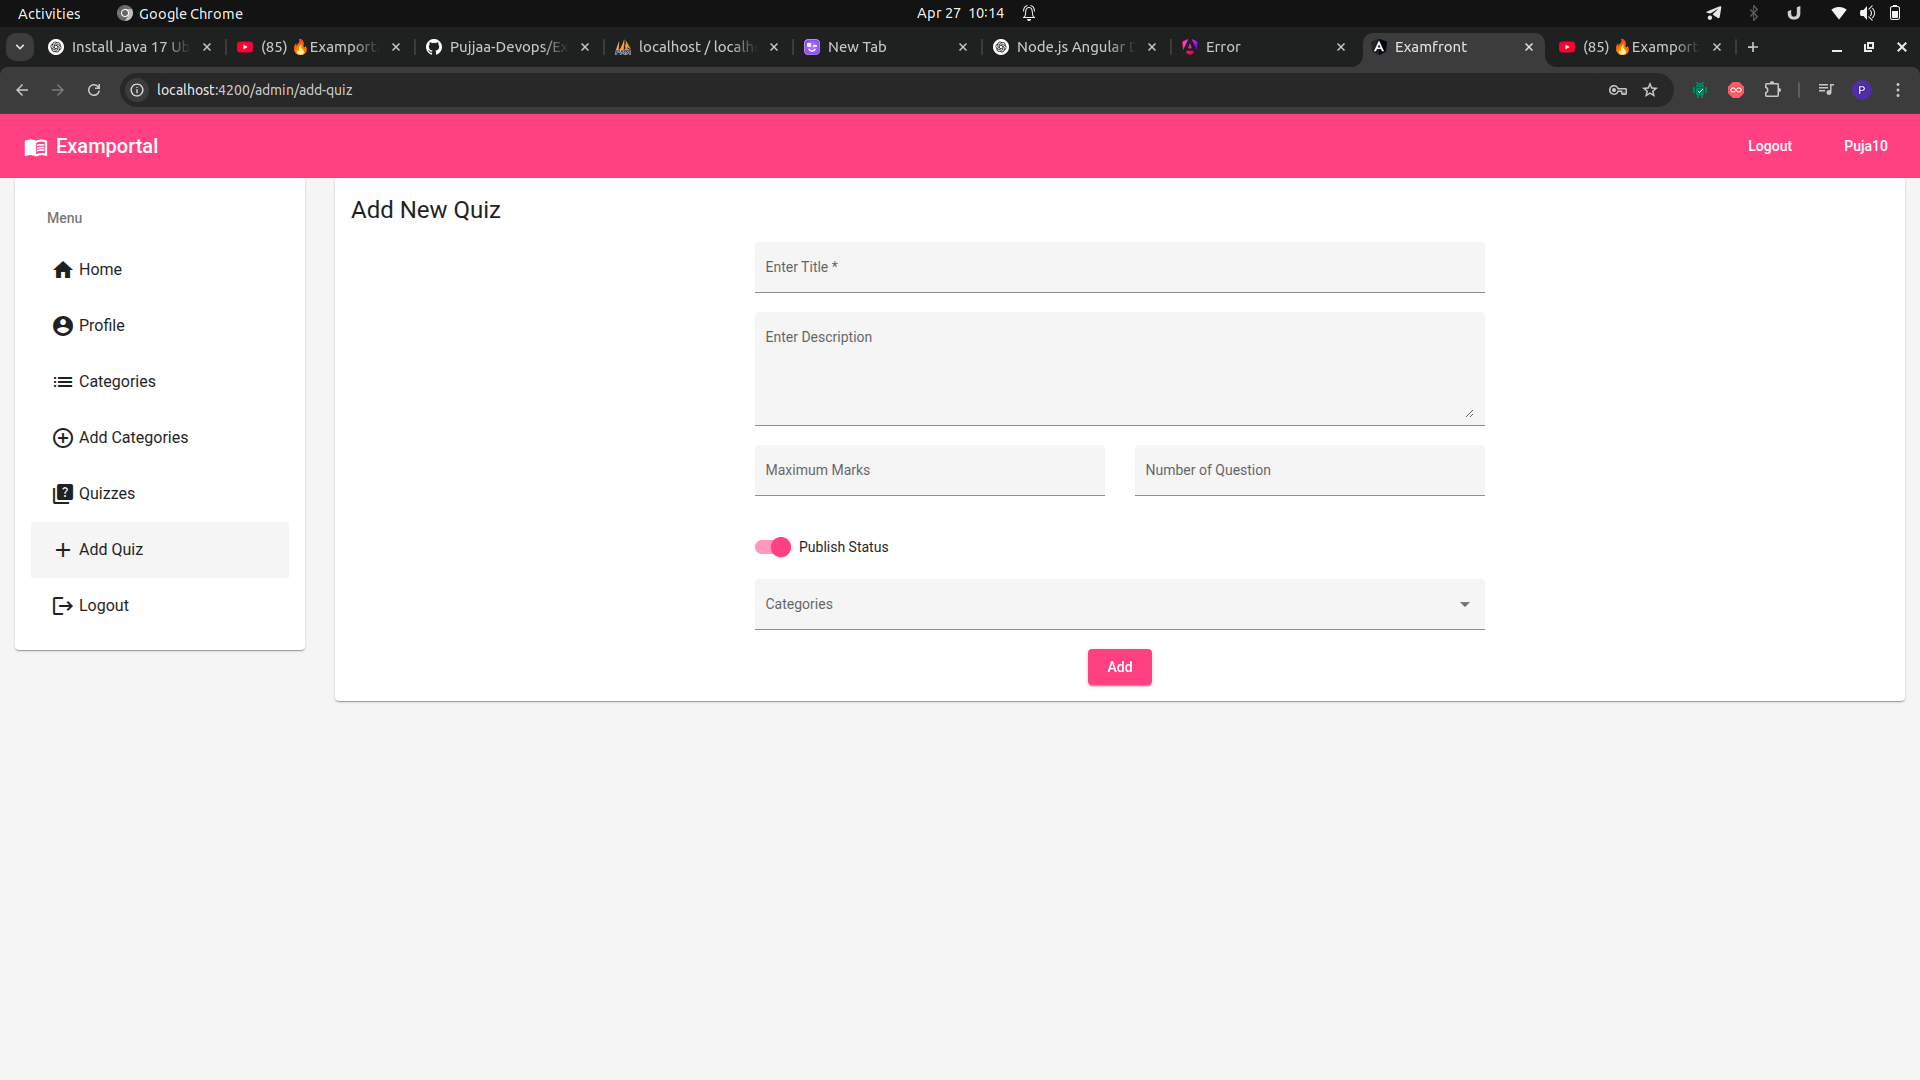 Activities Google Chrome Apr 27 10:14
Install Java 17 Ub (85) 🔥Examport Pujjaa-Devops/Ex localhost / localh New Tab Node.js Angular D Error Examfront (85) 🔥Examport
localhost:4200/admin/add-quiz P
Examportal Logout Puja10
Menu
Home
Profile
Categories
Add Categories
Quizzes
Add Quiz
Logout
Add New Quiz
Enter Title *
Enter Description
Maximum Marks Number of Question
Publish Status
Categories
Add